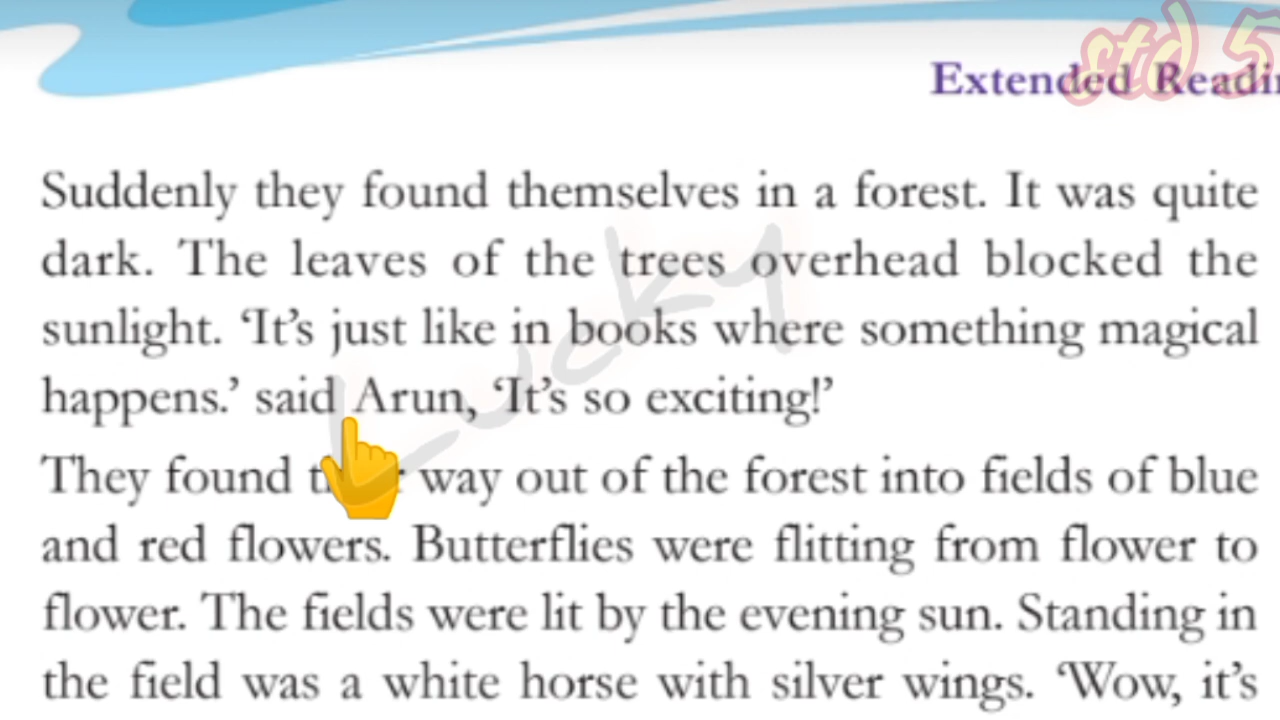 std 5
Extended Readin
Suddenly they found themselves in a forest. It was quite
dark. The leaves of the trees overhead blocked the
sunlight. ‘It’s just like in books where something magical
happens.’ said Arun, ‘It’s so exciting!’
They found way out of the forest into fields of blue
and red flowers. Butterflies were flitting from flower to
flower. The fields were lit by the evening sun. Standing in
the field was a white horse with silver wings. ‘Wow, it’s
Lucky